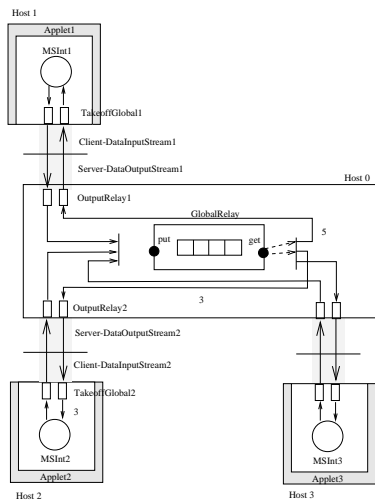 Host 1
Applet1
MSInt1
TakeoffGlobal1
Client-DataInputStream1
Server-DataOutputStream1
Host 0
OutputRelay1
GlobalRelay
5
put
get
3
OutputRelay2
Server-DataOutputStream2
Client-DataInputStream2
TakeoffGlobal2
3
MSInt2
MSInt3
Applet2
Applet3
Host 2
Host 3